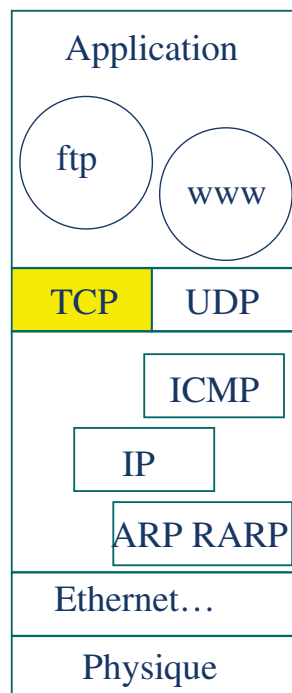 Application
ftp
www
TCP UDP
ICMP
IP
ARP RARP
Ethernet…
Physique